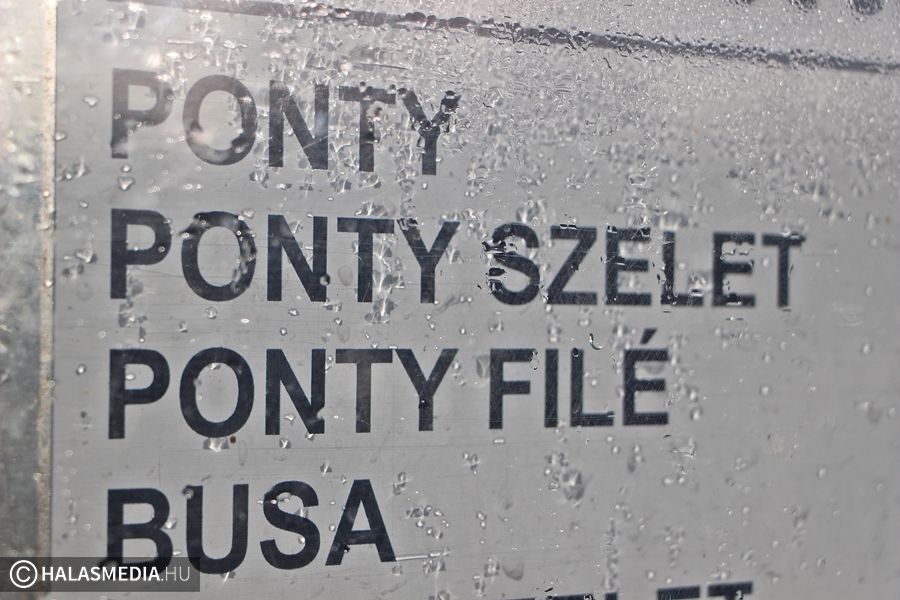 PONTY
PONTY SZELET
PONTY FILÉ
BUSA
© HALASMEDIA.HU